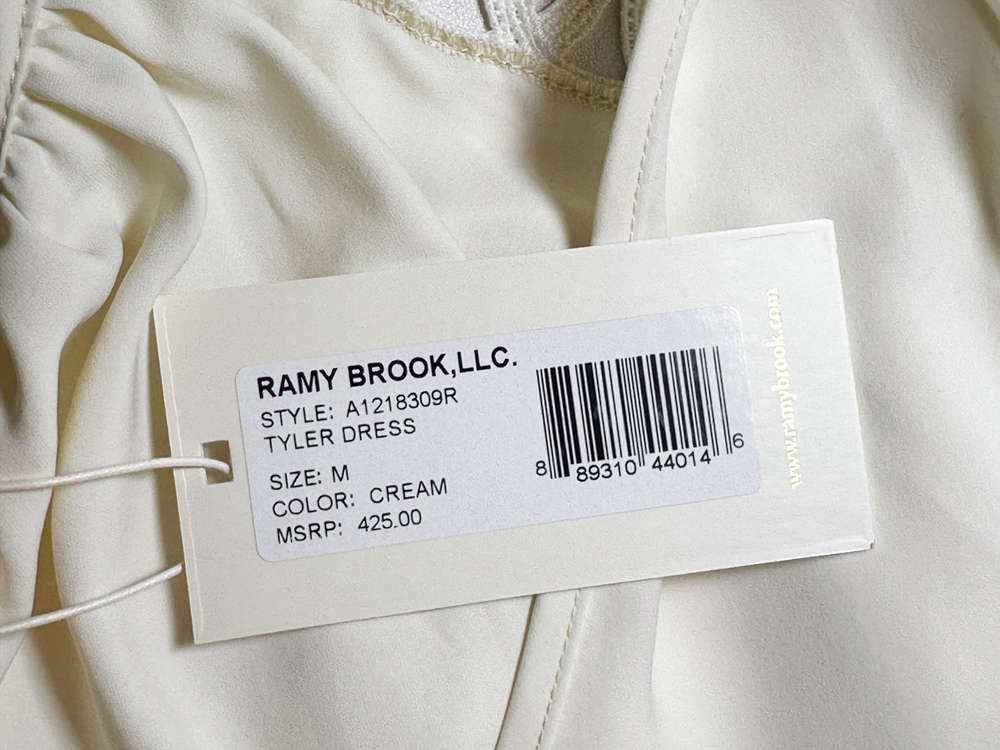 RAMY BROOK,LLC.
STYLE: A1218309R
TYLER DRESS
SIZE: M
COLOR: CREAM
MSRP: 425.00
8 89310 44014 6
www.ramybrook.com